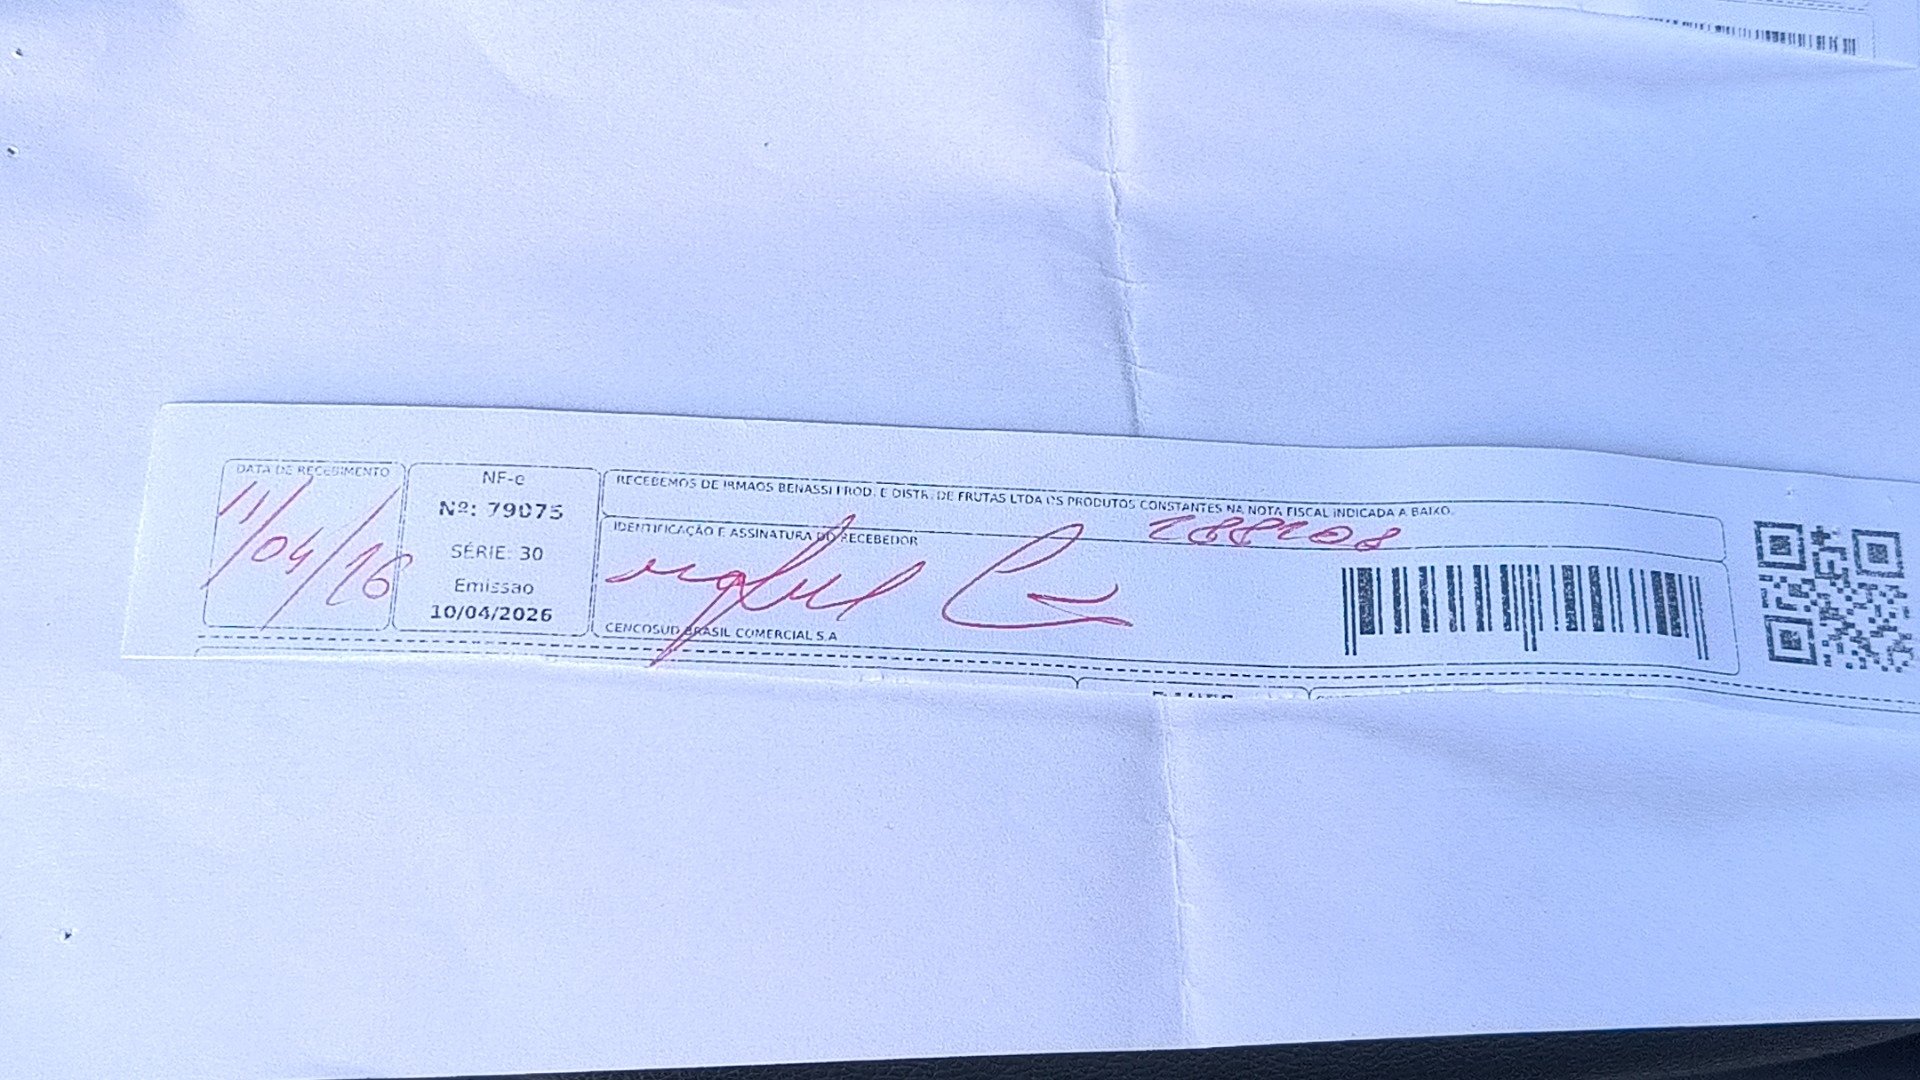 DATA DE RECEBIMENTO
11/04/26
NF-e
Nº: 79075
SÉRIE: 30
Emissao
10/04/2026
RECEBEMOS DE IRMAOS BENASSI PROD. E DISTR. DE FRUTAS LTDA OS PRODUTOS CONSTANTES NA NOTA FISCAL INDICADA A BAIXO.
IDENTIFICAÇÃO E ASSINATURA DO RECEBEDOR
CENCOSUD BRASIL COMERCIAL S.A